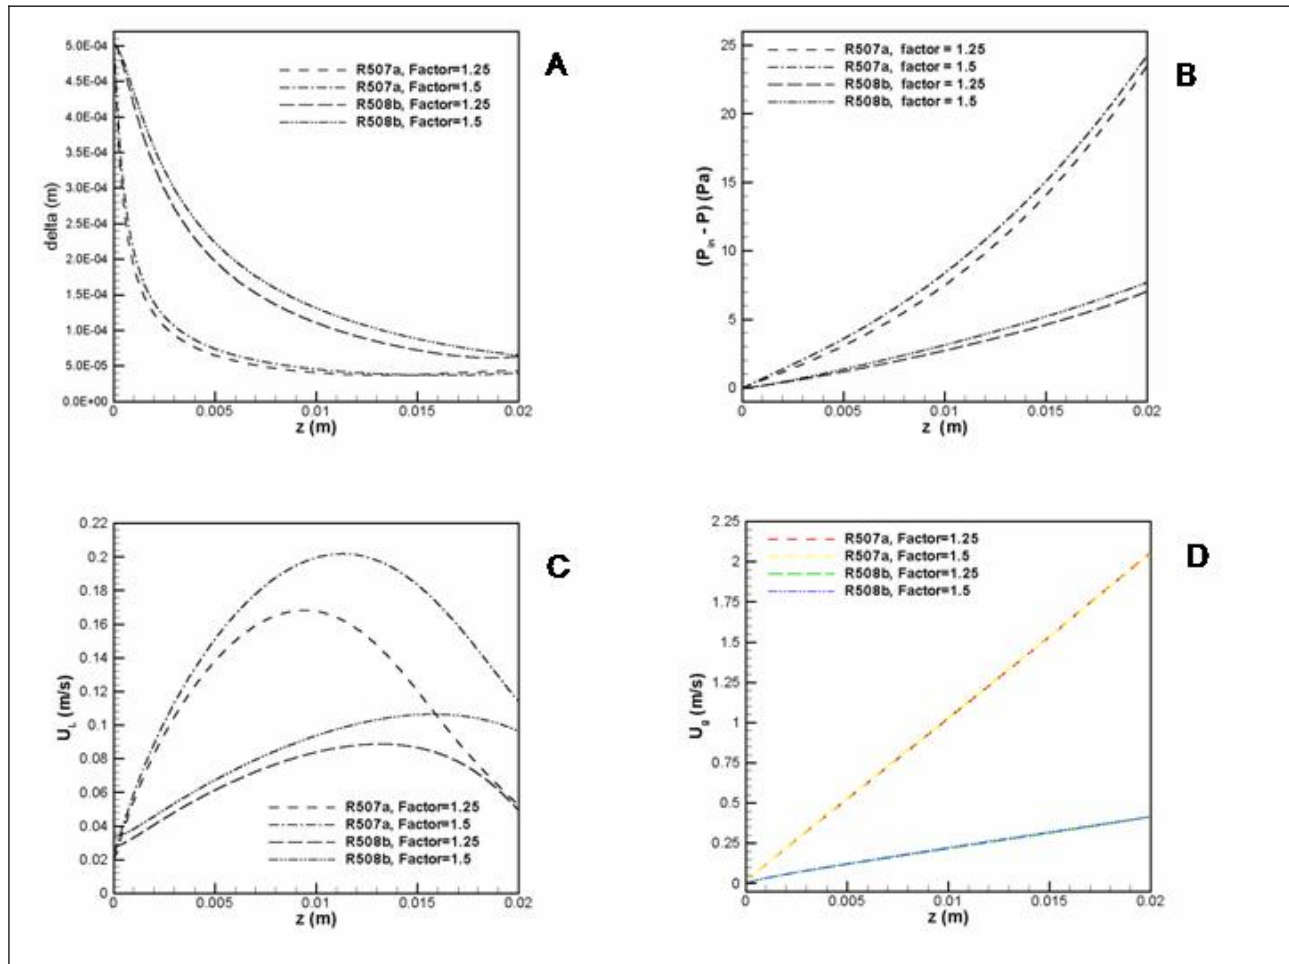 A
R507a, Factor=1.25
R507a, Factor=1.5
R508b, Factor=1.25
R508b, Factor=1.5
5.0E-04
4.5E-04
4.0E-04
3.5E-04
3.0E-04
2.5E-04
2.0E-04
1.5E-04
1.0E-04
5.0E-05
0.0E+00
delta (m)
0 0.005 0.01 0.015 0.02
z (m)
B
R507a, factor = 1.25
R507a, factor = 1.5
R508b, factor = 1.25
R508b, factor = 1.5
25
20
15
10
5
0
(Pin - P) (Pa)
0 0.005 0.01 0.015 0.02
z (m)
C
0.22
0.2
0.18
0.16
0.14
0.12
0.1
0.08
0.06
0.04
0.02
0
UL (m/s)
R507a, Factor=1.25
R507a, Factor=1.5
R508b, Factor=1.25
R508b, Factor=1.5
0 0.005 0.01 0.015 0.02
z (m)
D
R507a, Factor=1.25
R507a, Factor=1.5
R508b, Factor=1.25
R508b, Factor=1.5
2.25
2
1.75
1.5
1.25
1
0.75
0.5
0.25
0
Ug (m/s)
0 0.005 0.01 0.015 0.02
z (m)